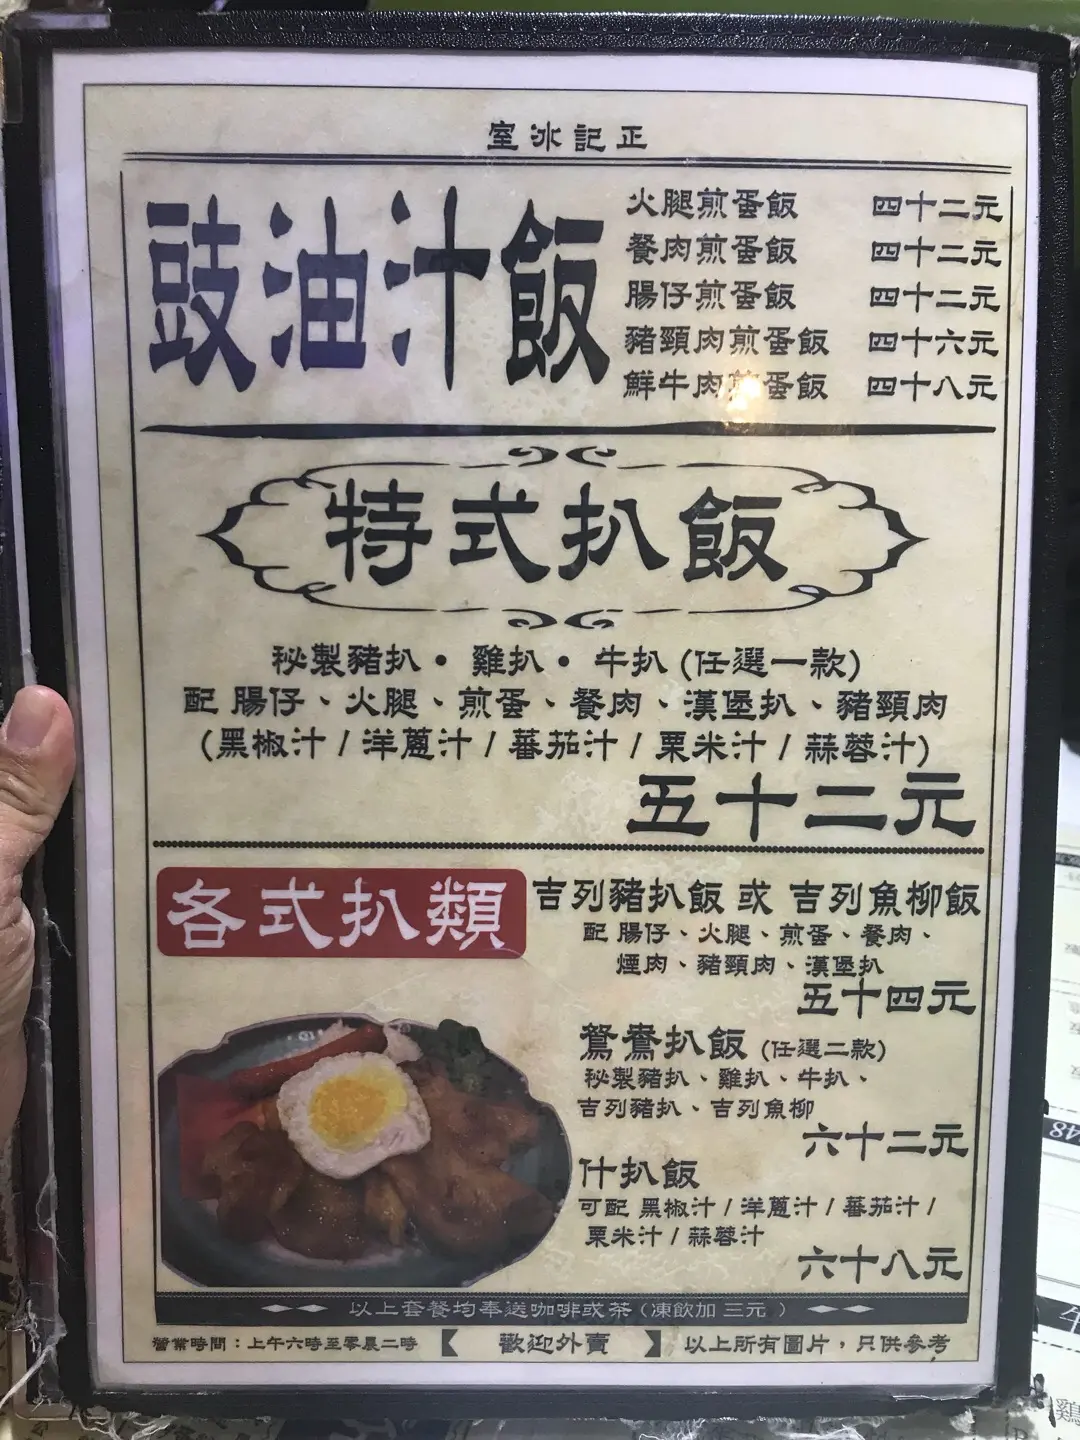 室冰記正
豉油汁飯
火腿煎蛋飯 四十二元
餐肉煎蛋飯 四十二元
腸仔煎蛋飯 四十二元
豬頸肉煎蛋飯 四十六元
鮮牛肉煎蛋飯 四十八元
特式扒飯
秘製豬扒•雞扒•牛扒(任選一款)
配 腸仔、火腿、煎蛋、餐肉、漢堡扒、豬頸肉
(黑椒汁/洋蔥汁/蕃茄汁/粟米汁/蒜蓉汁)
五十二元
各式扒類
吉列豬扒飯 或 吉列魚柳飯
配 腸仔、火腿、煎蛋、餐肉、
煙肉、豬頸肉、漢堡扒
五十四元
鴛鴦扒飯 (任選二款)
秘製豬扒、雞扒、牛扒、
吉列豬扒、吉列魚柳
六十二元
什扒飯
可配 黑椒汁/洋蔥汁/蕃茄汁/
粟米汁/蒜蓉汁
六十八元
以上套餐均奉送咖啡或茶(凍飲加 三元 )
營業時間：上午六時至零晨二時 【 歡迎外賣 】 以上所有圖片，只供參考
48